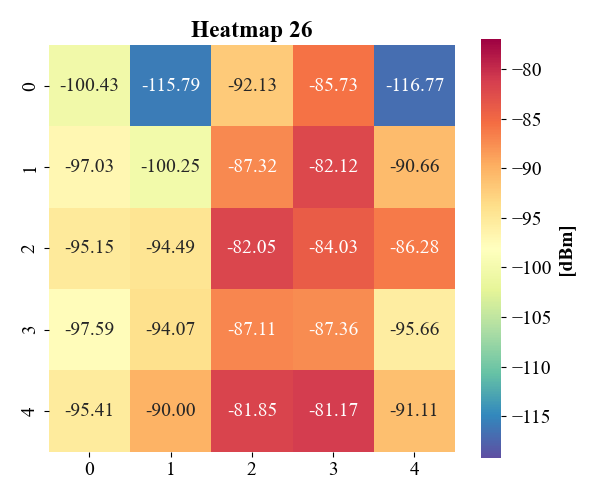 Heatmap 26
0 -100.43 -115.79 -92.13 -85.73 -116.77
1 -97.03 -100.25 -87.32 -82.12 -90.66
2 -95.15 -94.49 -82.05 -84.03 -86.28
3 -97.59 -94.07 -87.11 -87.36 -95.66
4 -95.41 -90.00 -81.85 -81.17 -91.11
0 1 2 3 4
−80
−85
−90
−95
−100
−105
−110
−115
[dBm]